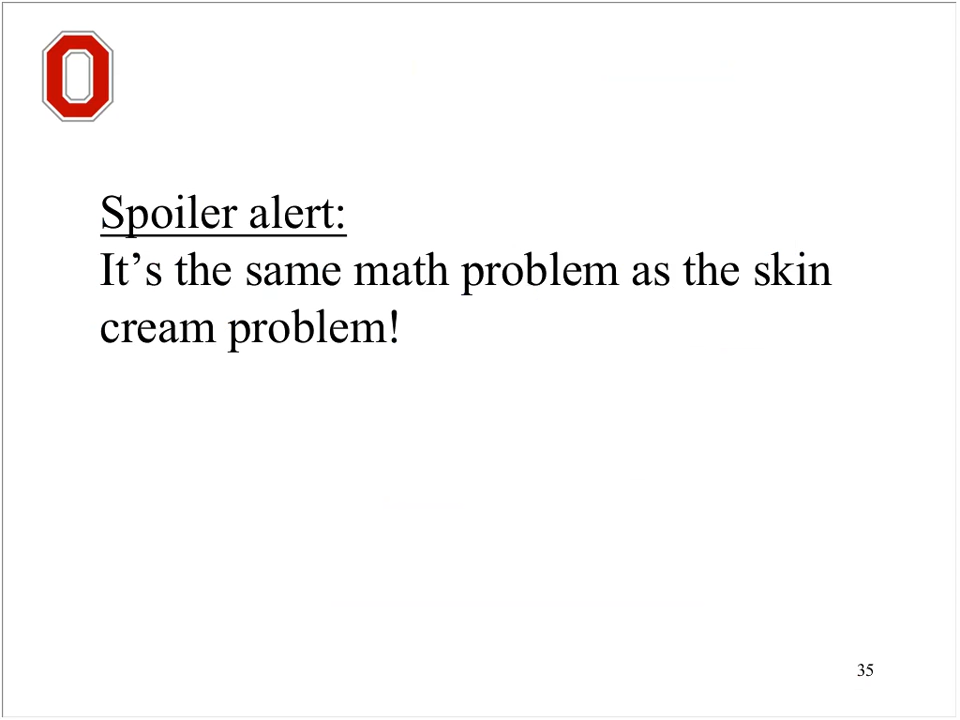 Spoiler alert:
It’s the same math problem as the skin
cream problem!
35